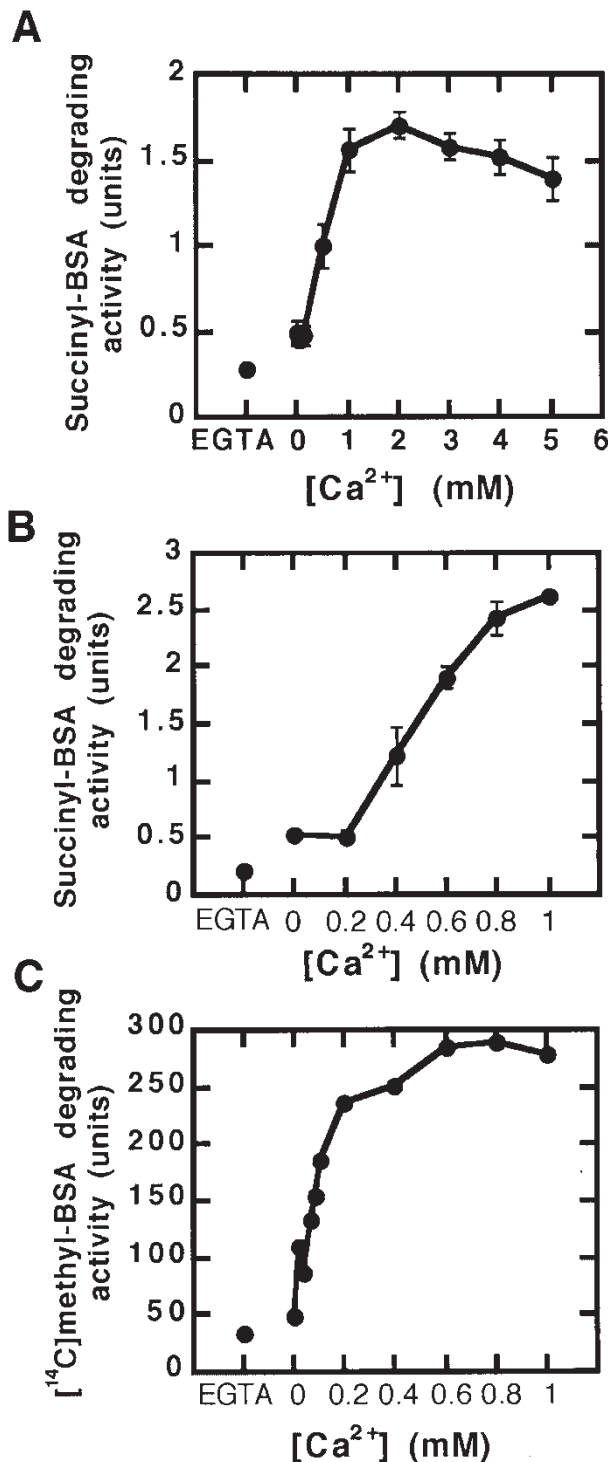 A
Succinyl-BSA degrading
activity (units)
2
1.5
1
0.5
0
EGTA 0 1 2 3 4 5 6
[Ca²⁺] (mM)
B
Succinyl-BSA degrading
activity (units)
3
2.5
2
1.5
1
0.5
0
EGTA 0 0.2 0.4 0.6 0.8 1
[Ca²⁺] (mM)
C
[¹⁴C]methyl-BSA degrading
activity (units)
300
250
200
150
100
50
0
EGTA 0 0.2 0.4 0.6 0.8 1
[Ca²⁺] (mM)